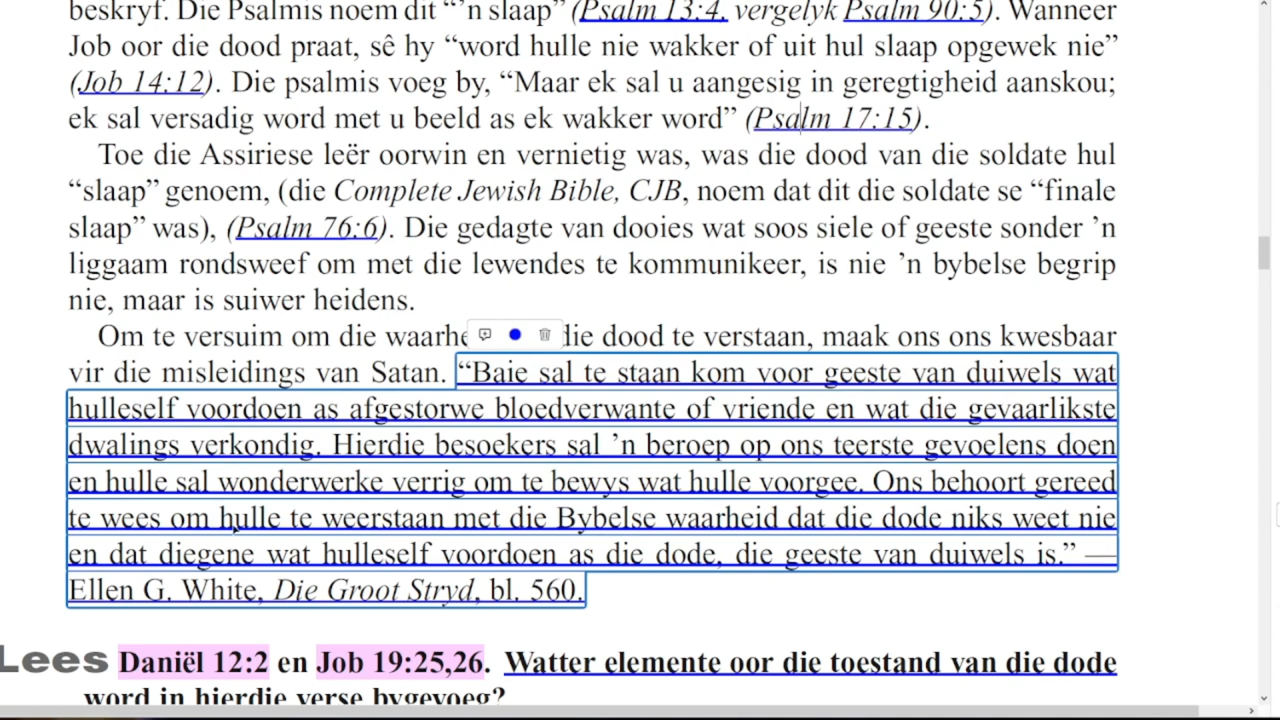 beskryf. Die Psalmis noem dit “’n slaap” (Psalm 13:4, vergelyk Psalm 90:5). Wanneer
Job oor die dood praat, sê hy “word hulle nie wakker of uit hul slaap opgewek nie”
(Job 14:12). Die psalmis voeg by, “Maar ek sal u aangesig in geregtigheid aanskou;
ek sal versadig word met u beeld as ek wakker word” (Psalm 17:15).
Toe die Assiriese leër oorwin en vernietig was, was die dood van die soldate hul
“slaap” genoem, (die Complete Jewish Bible, CJB, noem dat dit die soldate se “finale
slaap” was), (Psalm 76:6). Die gedagte van dooies wat soos siele of geeste sonder ’n
liggaam rondsweef om met die lewendes te kommunikeer, is nie ’n bybelse begrip
nie, maar is suiwer heidens.
Om te versuim om die die dood te verstaan, maak ons ons kwesbaar
vir die misleidings van Satan. “Baie sal te staan kom voor geeste van duiwels wat
hulleself voordoen as afgestorwe bloedverwante of vriende en wat die gevaarlikste
dwalings verkondig. Hierdie besoekers sal ’n beroep op ons teerste gevoelens doen
en hulle sal wonderwerke verrig om te bewys wat hulle voorgee. Ons behoort gereed
te wees om hulle te weerstaan met die Bybelse waarheid dat die dode niks weet nie
en dat diegene wat hulleself voordoen as die dode, die geeste van duiwels is.” —
Ellen G. White, Die Groot Stryd, bl. 560.
Lees Daniël 12:2 en Job 19:25,26. Watter elemente oor die toestand van die dode
word in hierdie verse bygevoeg?